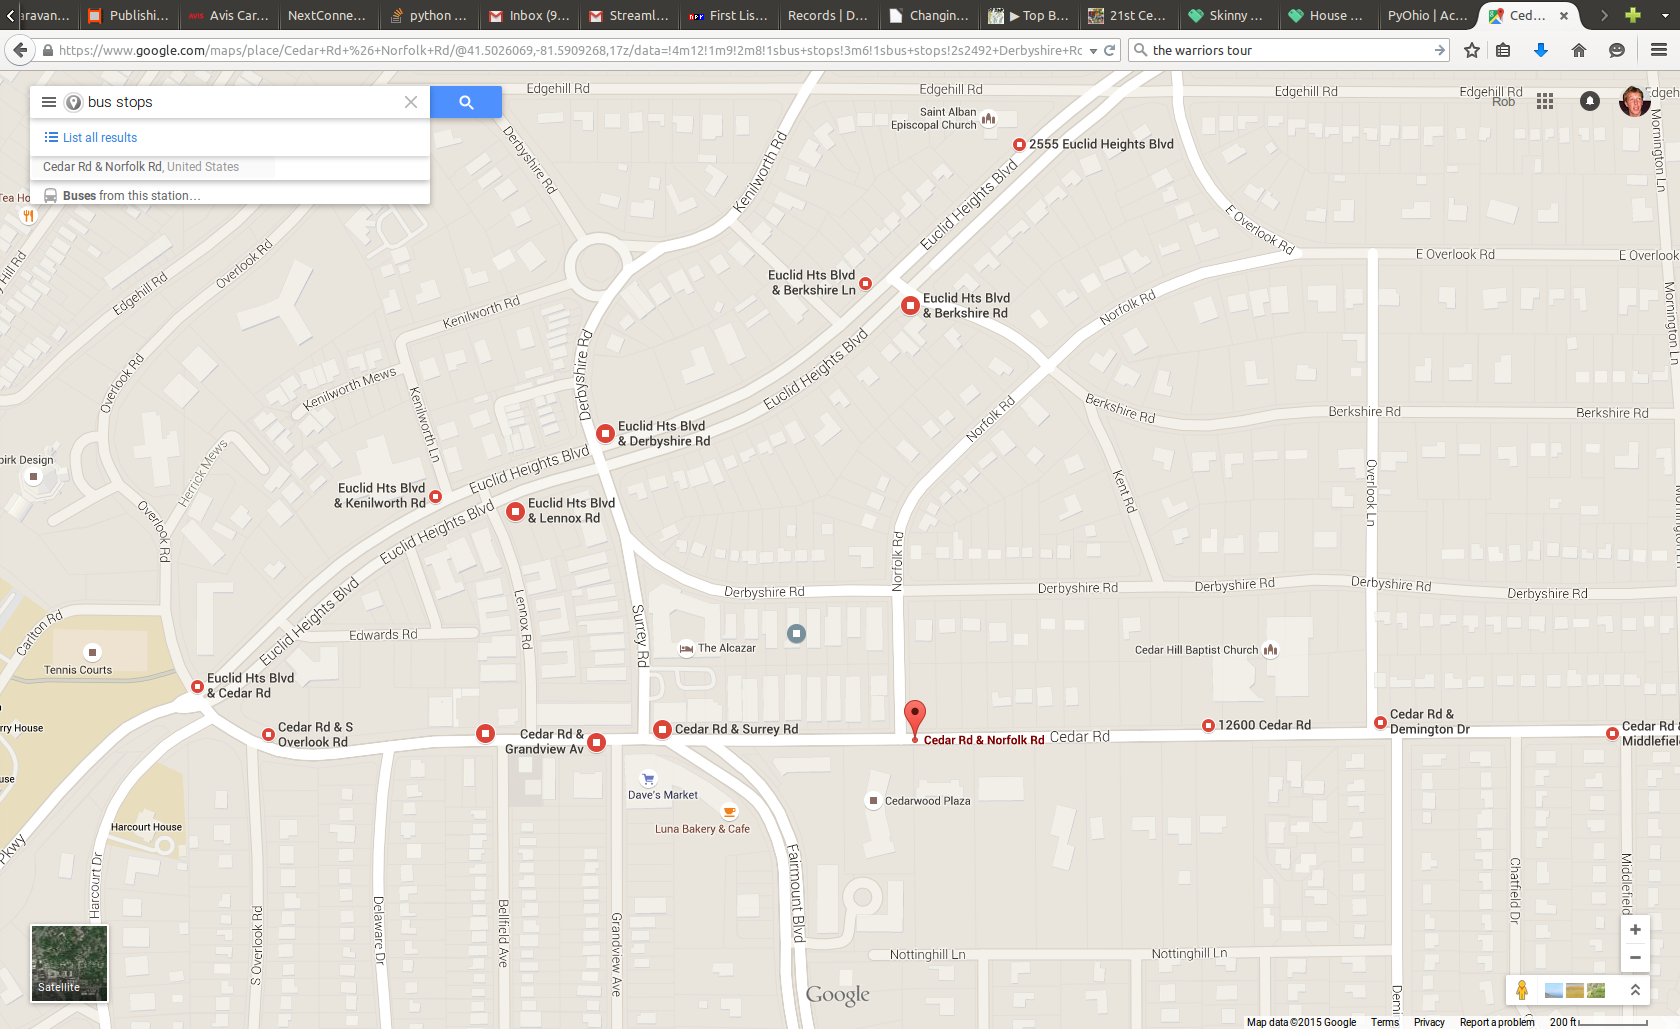 aravan...
Publishi...
AVIS Avis Car...
NextConne...
python ...
Inbox (9...
Streaml...
First Lis...
Records | D...
Changin...
▶ Top B...
21st Ce...
Skinny ...
House ...
PyOhio | Ac...
Ced...
https://www.google.com/maps/place/Cedar+Rd+%26+Norfolk+Rd/@41.5026069,-81.5909268,17z/data=!4m12!1m9!2m8!1sbus+stops!3m6!1sbus+stops!2s2492+Derbyshire+Rd
the warriors tour
bus stops
List all results
Cedar Rd & Norfolk Rd, United States
Buses from this station...
Rob
Edgehill Rd
Edgehill Rd
Edgehill Rd
Edgehill Rd
Edgeh
Saint Alban
Episcopal Church
2555 Euclid Heights Blvd
Derbyshire Rd
Kenilworth Rd
Mornington Ln
Tea Ho
Hill Rd
Overlook Rd
Edgehill Rd
Euclid Heights Blvd
E Overlook Rd
E Overlook Rd
E Overlook
Euclid Hts Blvd
& Berkshire Ln
Euclid Hts Blvd
& Berkshire Rd
Kenilworth Rd
Norfolk Rd
Mornington Ln
Derbyshire Rd
Euclid Heights Blvd
Overlook Rd
Kenilworth Mews
Kenilworth Ln
Norfolk Rd
Berkshire Rd
Berkshire Rd
Berkshire Rd
Euclid Hts Blvd
& Derbyshire Rd
Herrick Mews
pirk Design
Euclid Heights Blvd
Euclid Hts Blvd
& Kenilworth Rd
Euclid Hts Blvd
& Lennox Rd
Kent Rd
Overlook Ln
Overlook Rd
Euclid Heights Blvd
Norfolk Rd
Derbyshire Rd
Derbyshire Rd
Derbyshire Rd
Derbyshire Rd
Derbyshire Rd
Carlton Rd
Euclid Heights Blvd
Edwards Rd
Lennox Rd
Surrey Rd
The Alcazar
Cedar Hill Baptist Church
Tennis Courts
Euclid Hts Blvd
& Cedar Rd
rry House
Cedar Rd & S
Overlook Rd
Cedar Rd &
Grandview Av
Cedar Rd & Surrey Rd
Cedar Rd & Norfolk Rd
Cedar Rd
12600 Cedar Rd
Cedar Rd &
Demington Dr
Cedar Rd &
Middlefield
use
Dave's Market
Luna Bakery & Cafe
Cedarwood Plaza
Harcourt House
Pkwy
Harcourt Dr
S Overlook Rd
Delaware Dr
Bellfield Ave
Grandview Ave
Fairmount Blvd
Chatfield Dr
Middlefield
Nottinghill Ln
Nottinghill Ln
Demi
Satellite
Google
Map data ©2015 Google
Terms
Privacy
Report a problem
200 ft